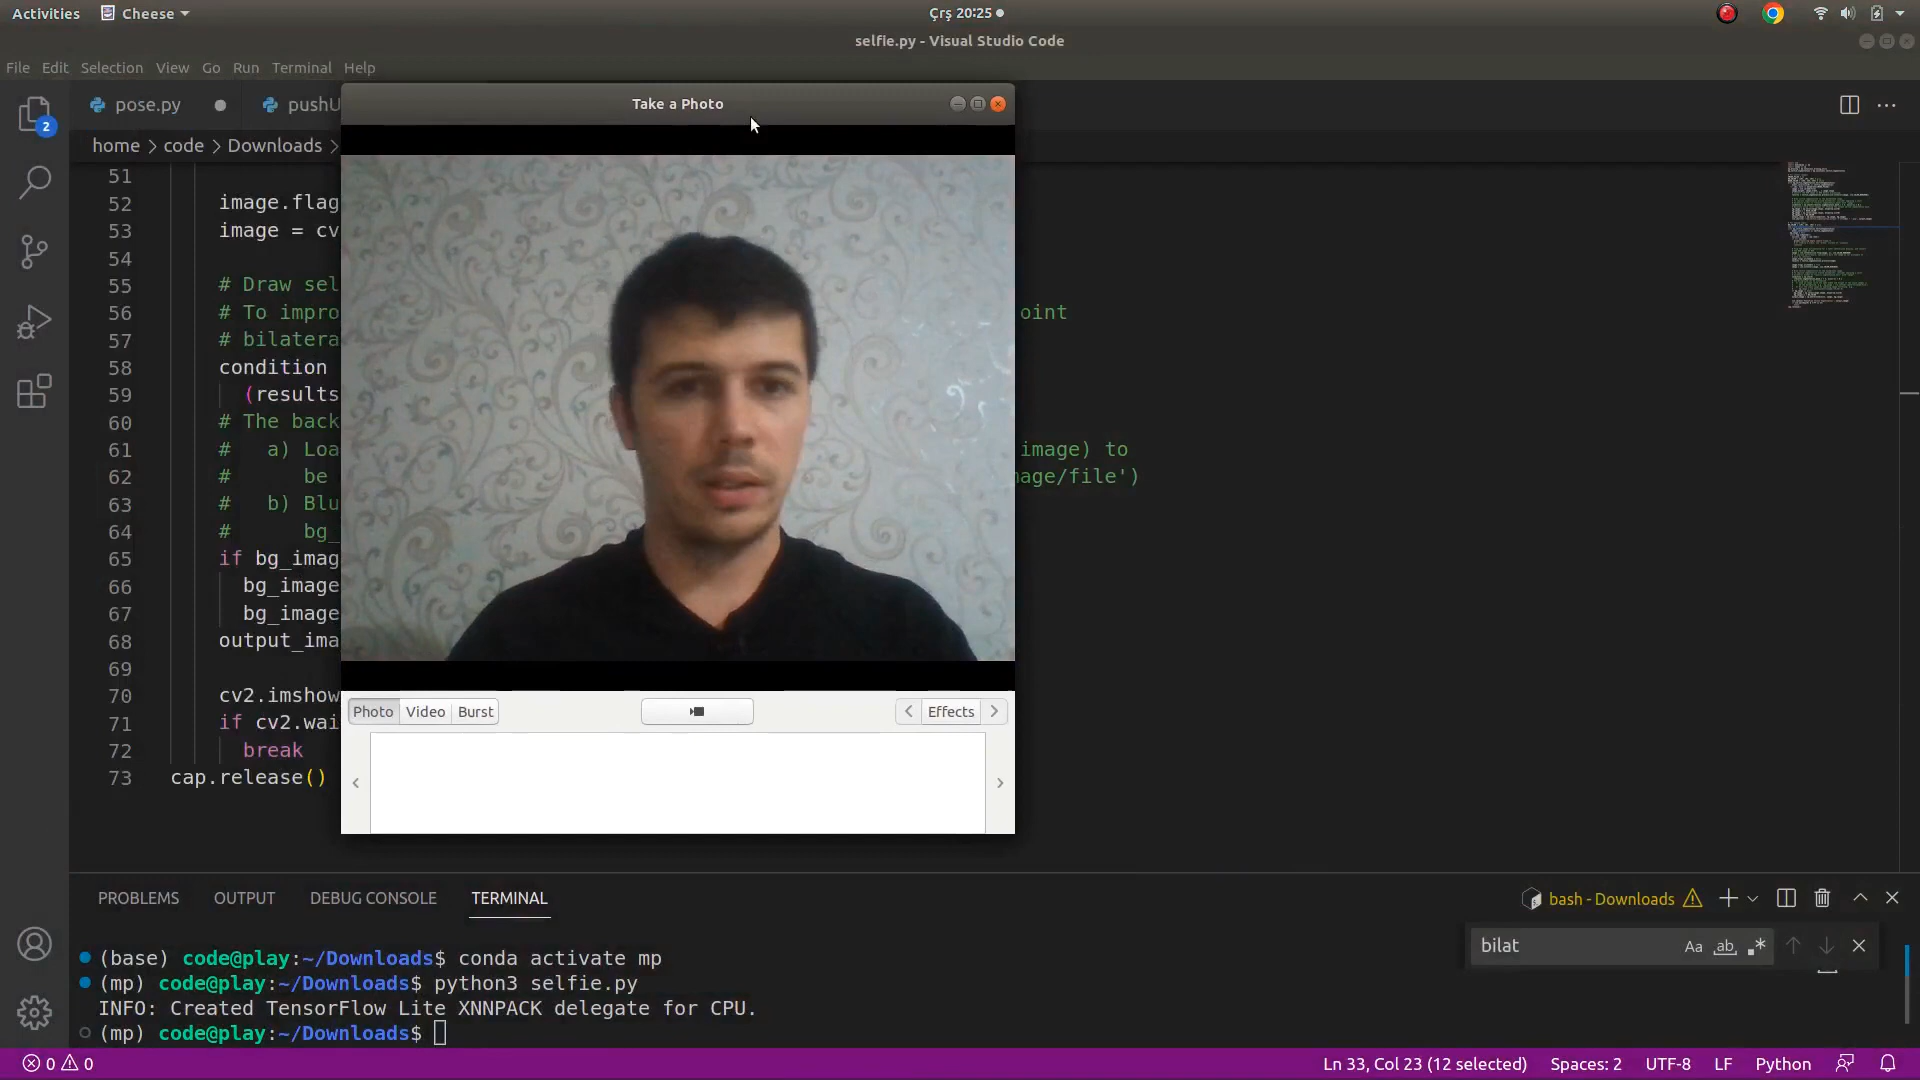 Activities Cheese Çrş 20:25
selfie.py - Visual Studio Code
File Edit Selection View Go Run Terminal Help
2 pose.py pushU
Take a Photo
home > code > Downloads >
51
52 image.flag
53 image = cv
54
55 # Draw sel
56 # To impro oint
57 # bilatera
58 condition
59 (results
60 # The back
61 # a) Loa image) to
62 # be mage/file')
63 # b) Blu
64 # bg_
65 if bg_imag
66 bg_image
67 bg_image
68 output_ima
69
70 cv2.imshow
71 if cv2.wai
72 break
73 cap.release()
Photo Video Burst < Effects >
PROBLEMS OUTPUT DEBUG CONSOLE TERMINAL bash - Downloads
bilat Aa ab
(base) code@play:~/Downloads$ conda activate mp
(mp) code@play:~/Downloads$ python3 selfie.py
INFO: Created TensorFlow Lite XNNPACK delegate for CPU.
(mp) code@play:~/Downloads$
0 0 Ln 33, Col 23 (12 selected) Spaces: 2 UTF-8 LF Python